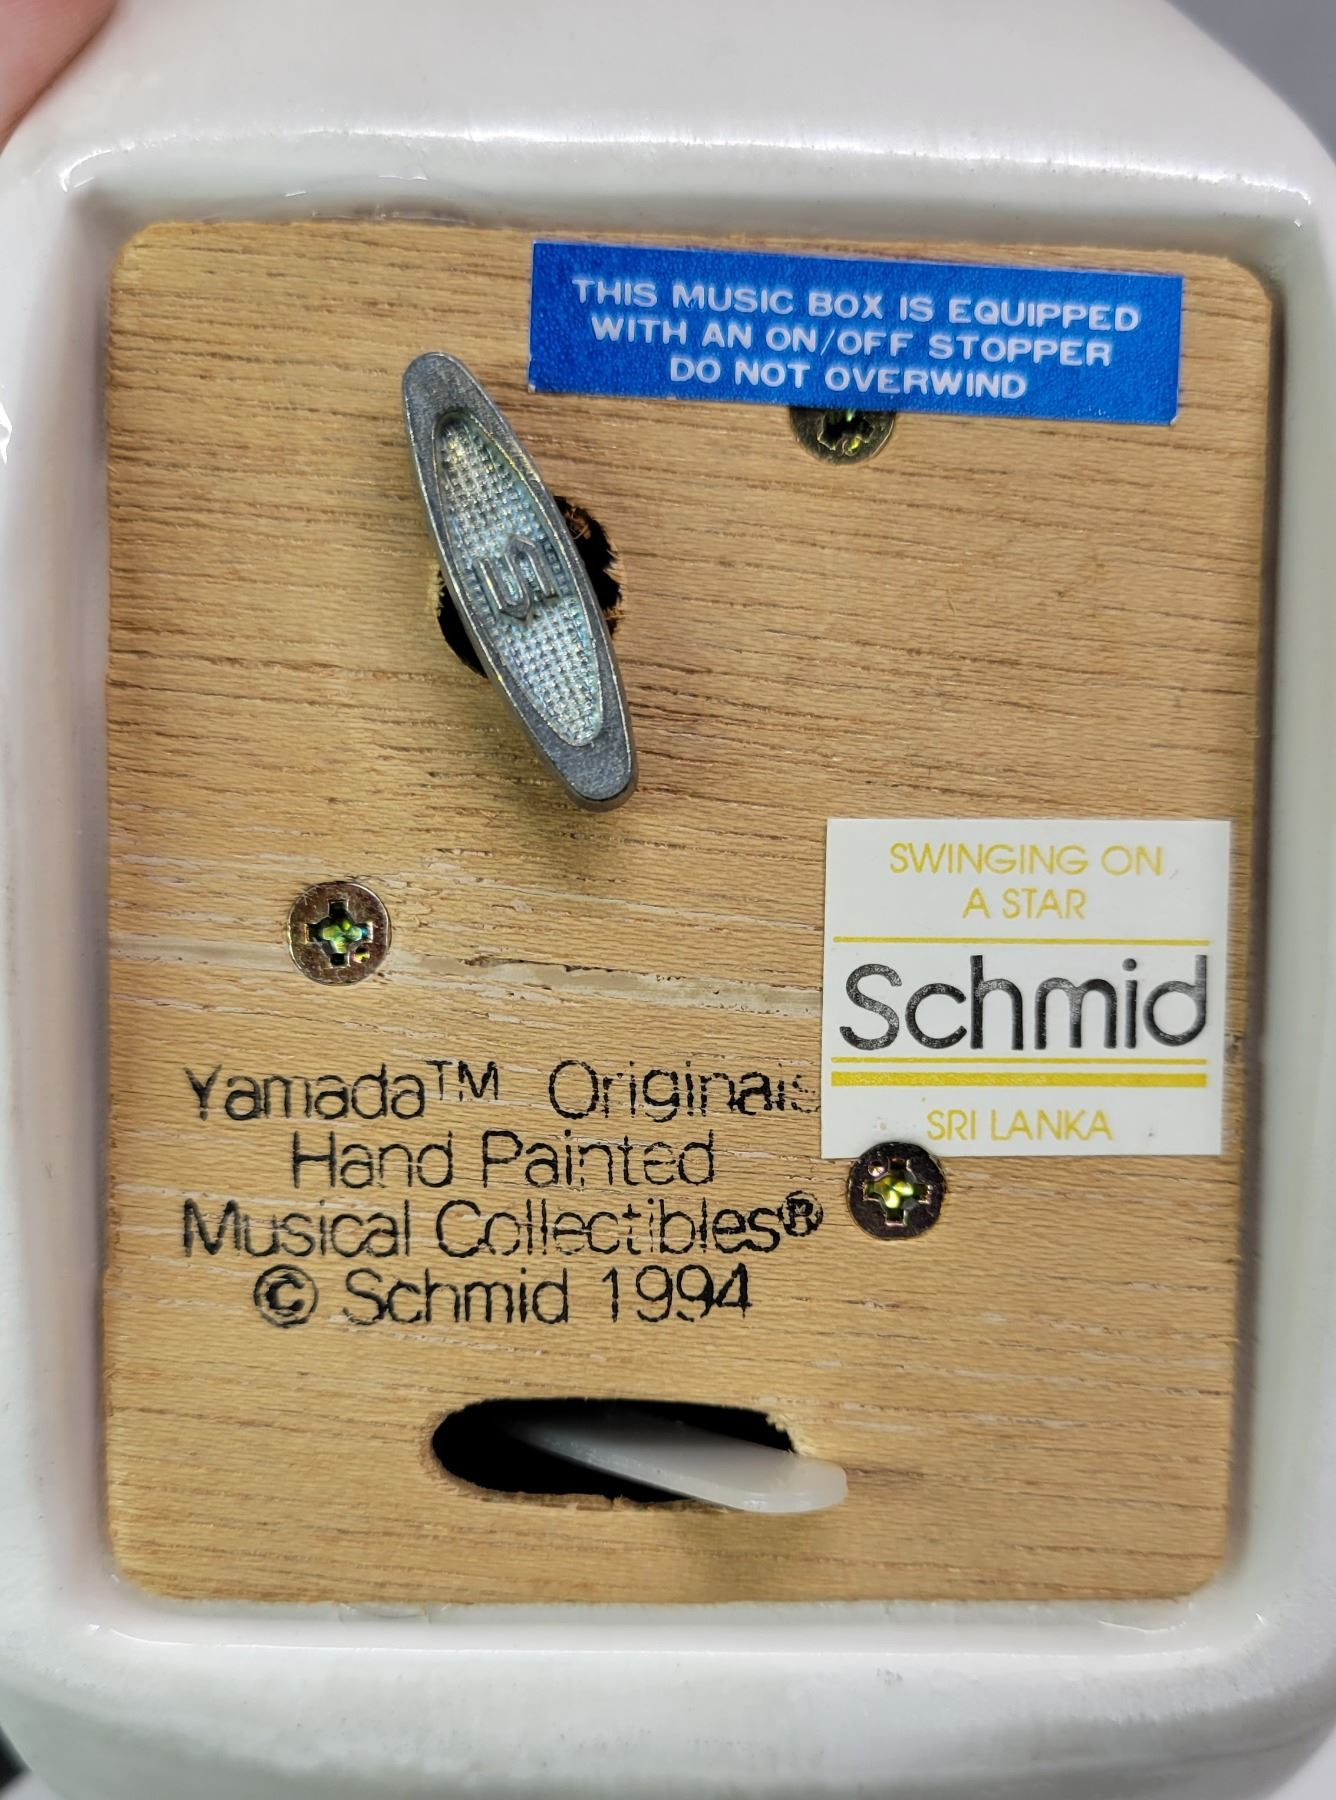 THIS MUSIC BOX IS EQUIPPED
WITH AN ON/OFF STOPPER
DO NOT OVERWIND
S
SWINGING ON
A STAR
Schmid
SRI LANKA
Yamada™ Originals
Hand Painted
Musical Collectibles®
© Schmid 1994